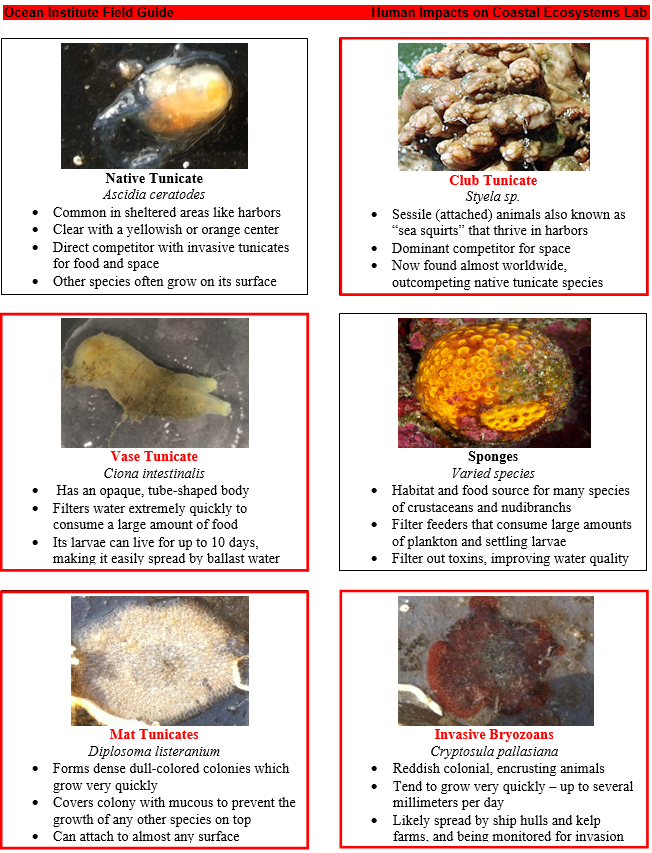 Ocean Institute Field Guide
Human Impacts on Coastal Ecosystems Lab
Native Tunicate
Ascidia ceratodes
• Common in sheltered areas like harbors
• Clear with a yellowish or orange center
• Direct competitor with invasive tunicates
for food and space
• Other species often grow on its surface
Club Tunicate
Styela sp.
• Sessile (attached) animals also known as
“sea squirts” that thrive in harbors
• Dominant competitor for space
• Now found almost worldwide,
outcompeting native tunicate species
Vase Tunicate
Ciona intestinalis
• Has an opaque, tube-shaped body
• Filters water extremely quickly to
consume a large amount of food
• Its larvae can live for up to 10 days,
making it easily spread by ballast water
Sponges
Varied species
• Habitat and food source for many species
of crustaceans and nudibranchs
• Filter feeders that consume large amounts
of plankton and settling larvae
• Filter out toxins, improving water quality
Mat Tunicates
Diplosoma listeranium
• Forms dense dull-colored colonies which
grow very quickly
• Covers colony with mucous to prevent the
growth of any other species on top
• Can attach to almost any surface
Invasive Bryozoans
Cryptosula pallasiana
• Reddish colonial, encrusting animals
• Tend to grow very quickly – up to several
millimeters per day
• Likely spread by ship hulls and kelp
farms, and being monitored for invasion